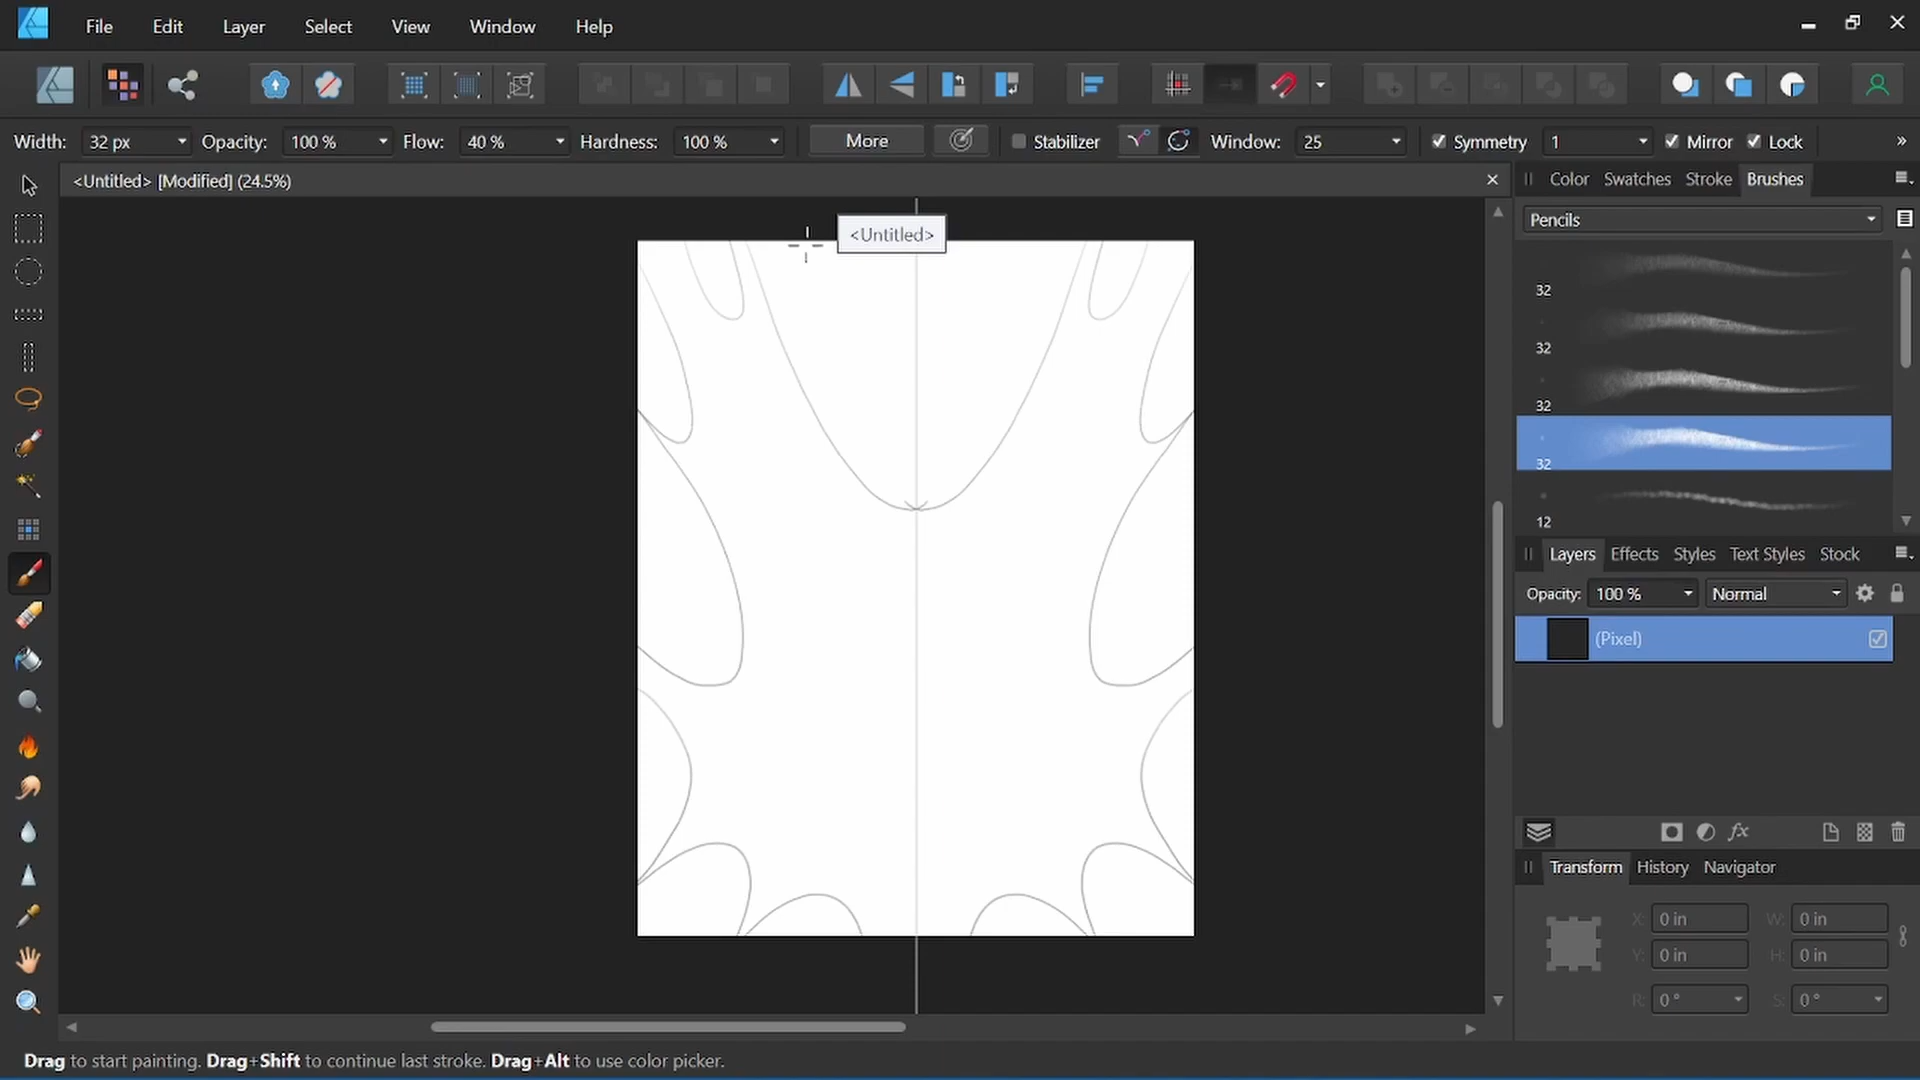 File Edit Layer Select View Window Help
Width: 32 px Opacity: 100 % Flow: 40 % Hardness: 100 % More Stabilizer Window: 25 Symmetry 1 Mirror Lock »
<Untitled> [Modified] (24.5%)
Color Swatches Stroke Brushes
Pencils
<Untitled>
32
32
32
32
12
Layers Effects Styles Text Styles Stock
Opacity: 100 % Normal
(Pixel)
fx
Transform History Navigator
X: 0 in W: 0 in
Y: 0 in H: 0 in
R: 0 ° S: 0 °
Drag to start painting. Drag+Shift to continue last stroke. Drag+Alt to use color picker.